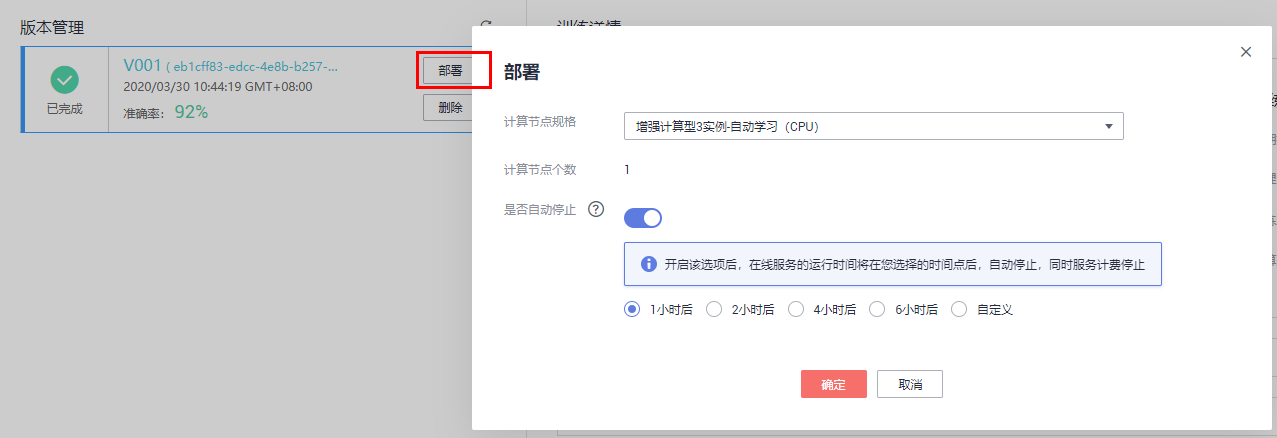 版本管理
V001 ( eb1cff83-edcc-4e8b-b257-...
2020/03/30 10:44:19 GMT+08:00
已完成
准确率： 92%
部署
删除
部署
计算节点规格
增强计算型3实例-自动学习（CPU）
计算节点个数
1
是否自动停止
开启该选项后，在线服务的运行时间将在您选择的时间点后，自动停止，同时服务计费停止
1小时后 2小时后 4小时后 6小时后 自定义
确定 取消